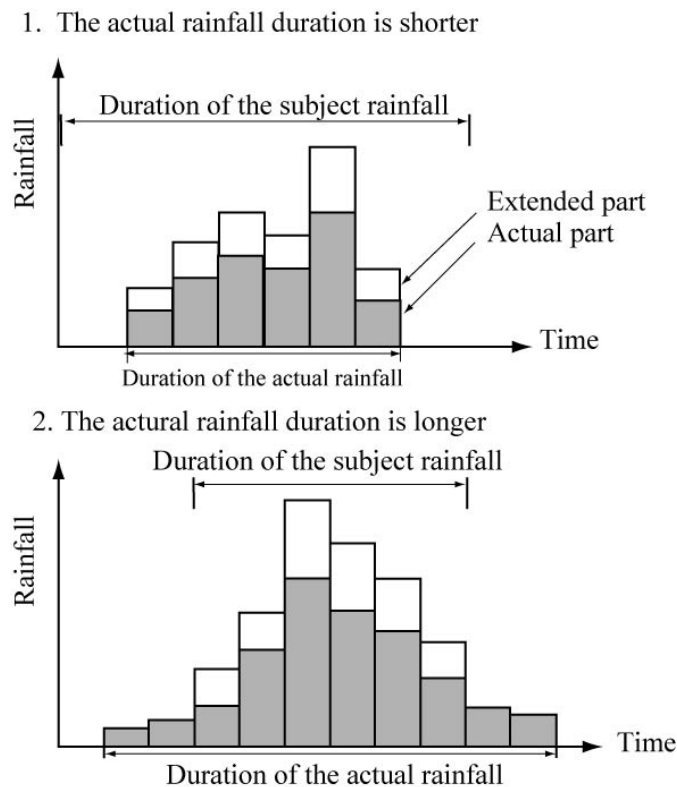 1. The actual rainfall duration is shorter
Duration of the subject rainfall
Rainfall
Extended part
Actual part
Time
Duration of the actual rainfall
2. The actural rainfall duration is longer
Duration of the subject rainfall
Rainfall
Time
Duration of the actual rainfall